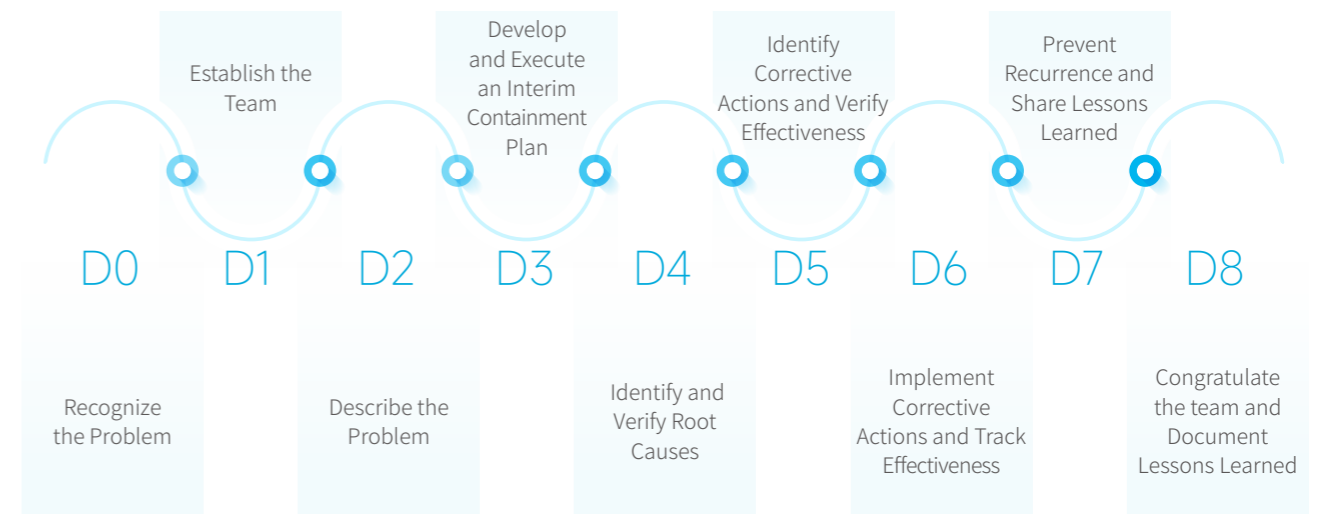 Establish the
Team
Develop
and Execute
an Interim
Containment
Plan
Identify
Corrective
Actions and Verify
Effectiveness
Prevent
Recurrence and
Share Lessons
Learned
D0
D1
D2
D3
D4
D5
D6
D7
D8
Recognize
the Problem
Describe the
Problem
Identify and
Verify Root
Causes
Implement
Corrective
Actions and Track
Effectiveness
Congratulate
the team and
Document
Lessons Learned